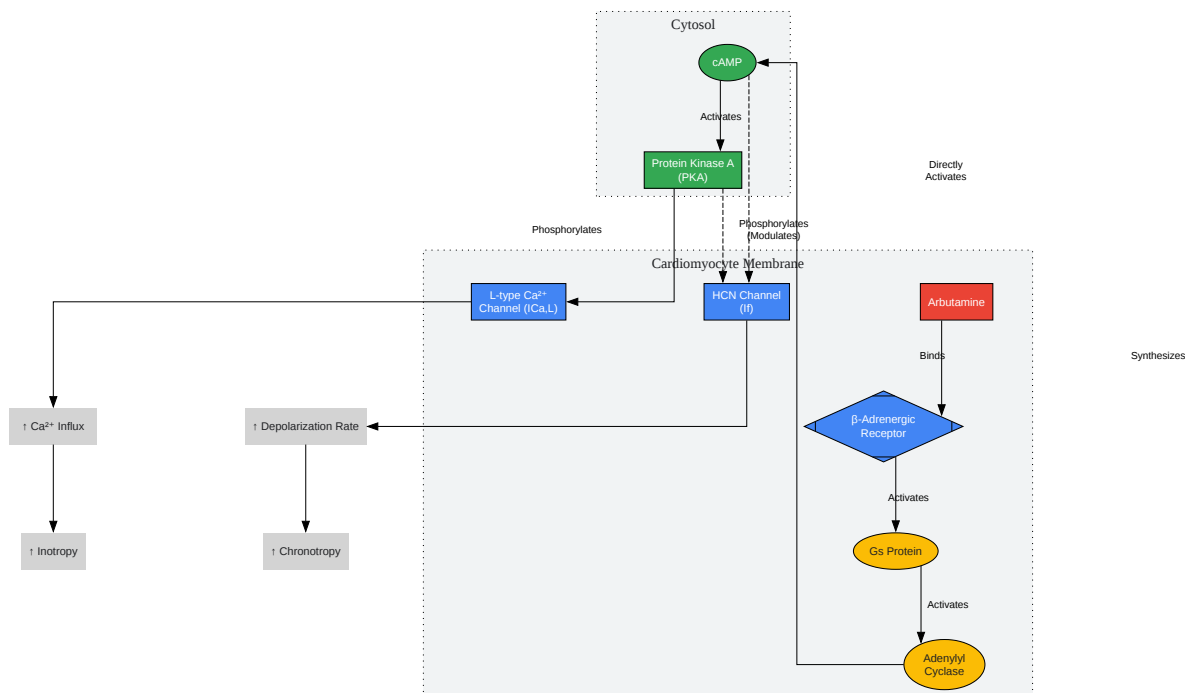 Cytosol
cAMP
Activates
Protein Kinase A
(PKA)
Directly
Activates
Phosphorylates
Phosphorylates
(Modulates)
Cardiomyocyte Membrane
L-type Ca²⁺
Channel (ICa,L)
HCN Channel
(If)
Arbutamine
Binds
Synthesizes
↑ Ca²⁺ Influx
↑ Depolarization Rate
β-Adrenergic
Receptor
Activates
↑ Inotropy
↑ Chronotropy
Gs Protein
Activates
Adenylyl
Cyclase